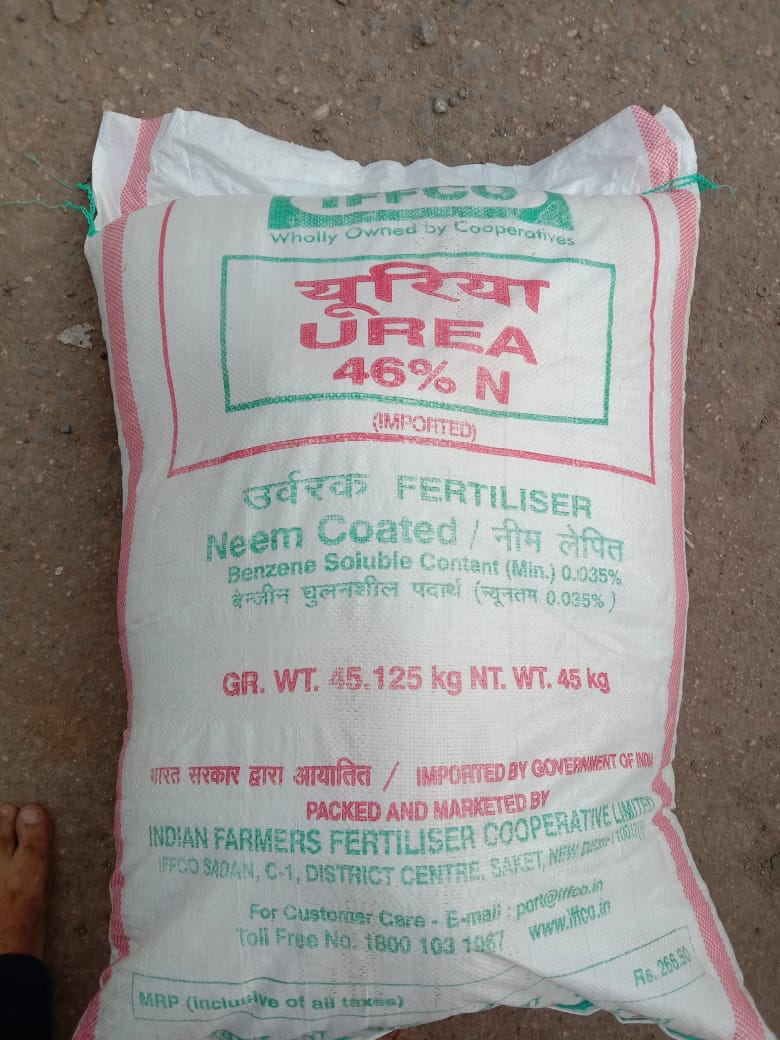 IFFCO
Wholly Owned by Cooperatives
यूरिया
UREA
46% N
(IMPORTED)
उर्वरक FERTILISER
Neem Coated / नीम लेपित
Benzene Soluble Content (Min.) 0.035%
बेन्जीन घुलनशील पदार्थ (न्यूनतम 0.035%)
GR. WT. 45.125 kg NT. WT. 45 kg
भारत सरकार द्वारा आयातित / IMPORTED BY GOVERNMENT OF INDIA
PACKED AND MARKETED BY
INDIAN FARMERS FERTILISER COOPERATIVE LIMITED
IFFCO SADAN, C-1, DISTRICT CENTRE, SAKET, NEW DELHI
For Customer Care - E-mail : port@iffco.in
Toll Free No. 1800 103 1967 www.iffco.in
MRP (inclusive of all taxes) Rs. 266.50